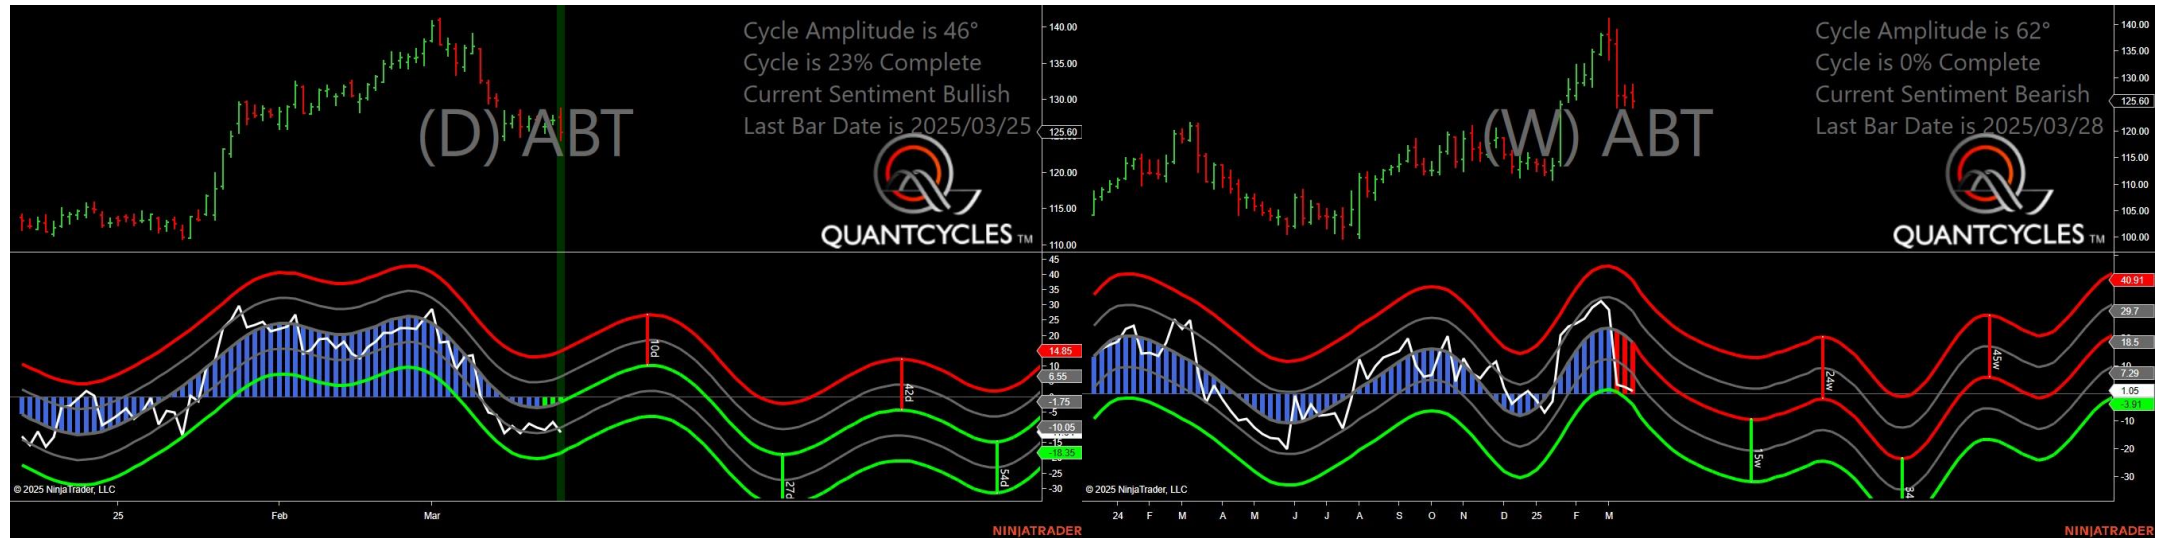 Cycle Amplitude is 46°
Cycle is 23% Complete
Current Sentiment Bullish
Last Bar Date is 2025/03/25
(D) ABT
QUANTCYCLES TM
140.00
135.00
130.00
125.60
120.00
115.00
110.00
45
40
35
30
25
20
14.85
10
6.55
-1.75
-5
-10.05
-15
-18.35
-25
-30
10d
27d
42d
54d
© 2025 NinjaTrader, LLC
25
Feb
Mar
NINJATRADER
Cycle Amplitude is 62°
Cycle is 0% Complete
Current Sentiment Bearish
Last Bar Date is 2025/03/28
(W) ABT
QUANTCYCLES TM
140.00
135.00
130.00
125.60
120.00
115.00
110.00
105.00
100.00
40.91
29.7
18.5
7.29
1.05
-3.91
-10
-20
-30
15w
24w
34
45w
© 2025 NinjaTrader, LLC
24 F M A M J J A S O N D 25 F M
NINJATRADER